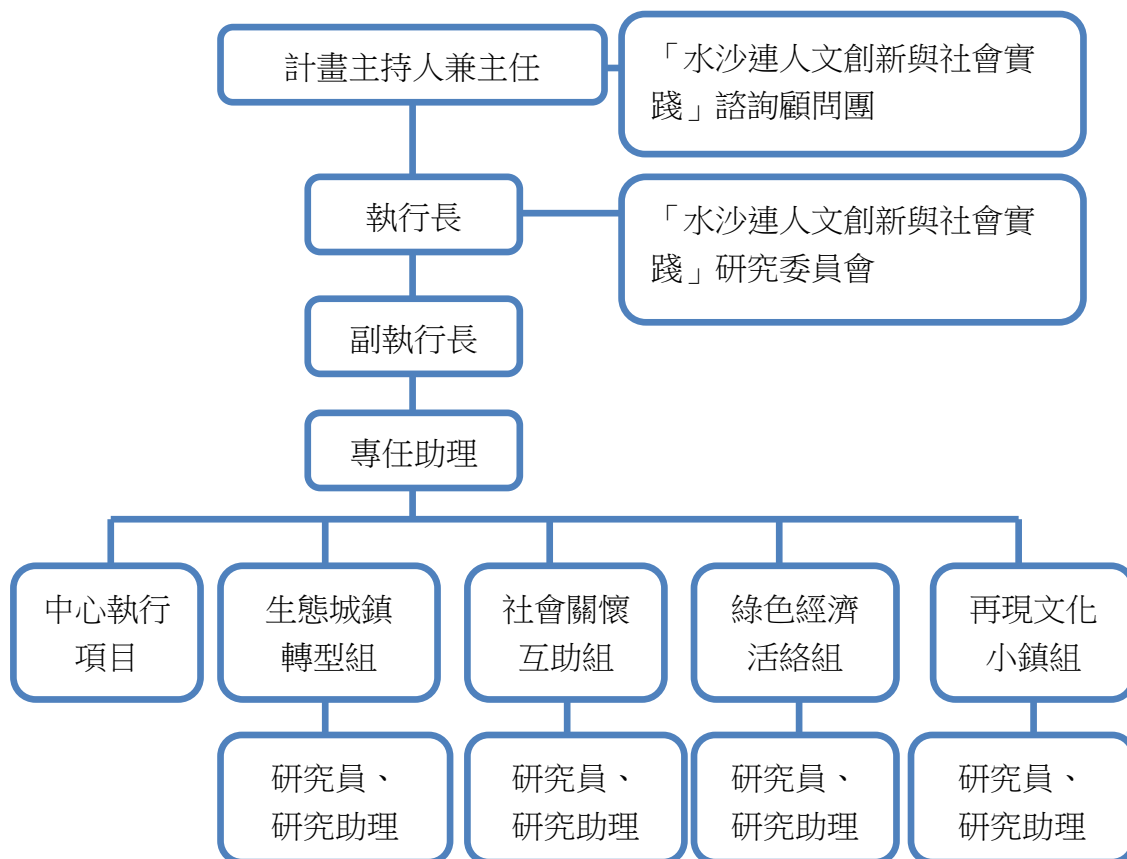 計畫主持人兼主任
「水沙連人文創新與社會實
踐」諮詢顧問團
執行長
「水沙連人文創新與社會實
踐」研究委員會
副執行長
專任助理
中心執行
項目
生態城鎮
轉型組
社會關懷
互助組
綠色經濟
活絡組
再現文化
小鎮組
研究員、
研究助理
研究員、
研究助理
研究員、
研究助理
研究員、
研究助理